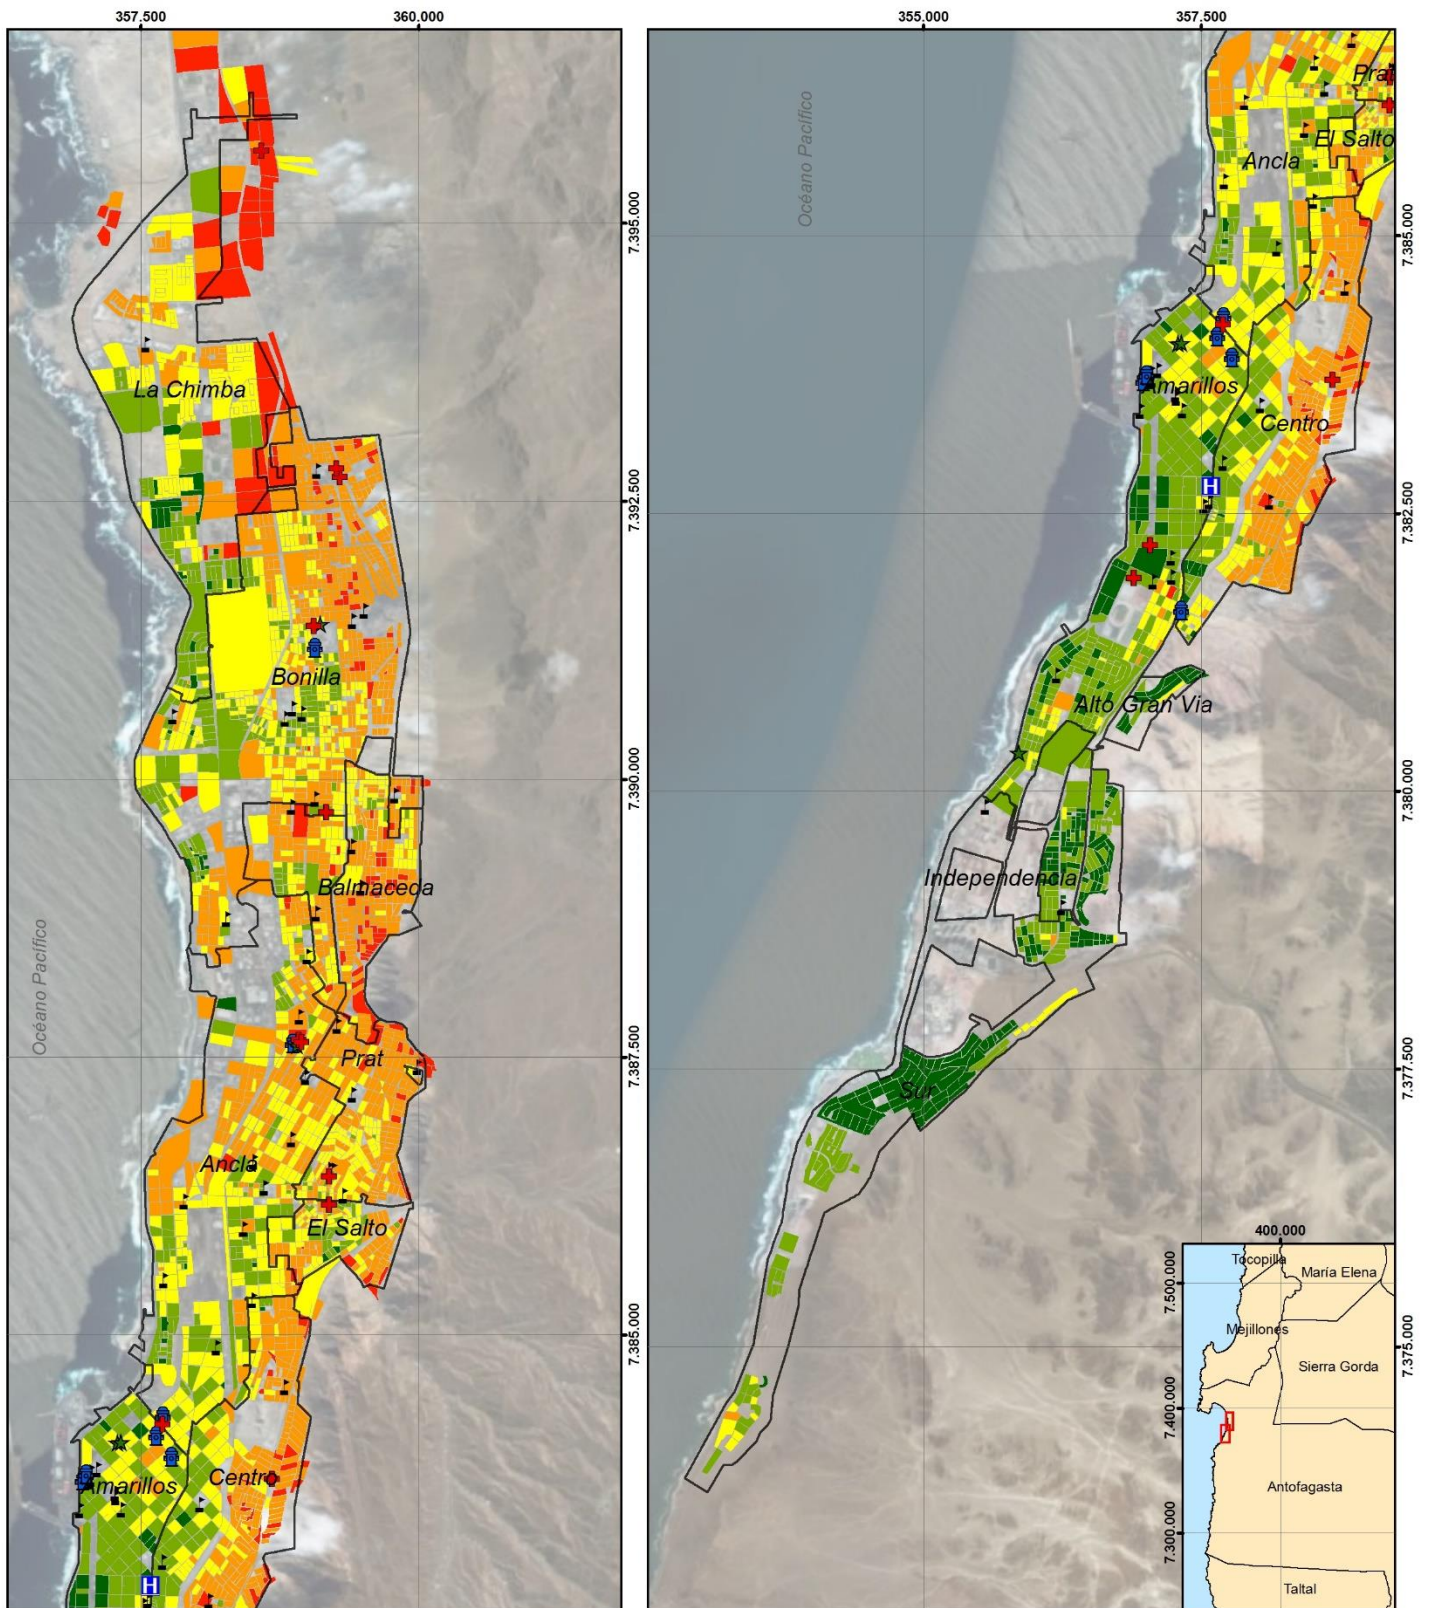 357.500
360.000
355.000
357.500
Océano Pacífico
Prat
El Salto
Ancla
7.395.000
7.385.000
La Chimba
Amarillos
Centro
H
7.392.500
7.382.500
Bonilla
Alto Gran Via
7.390.000
7.380.000
Independencia
Balmaceda
Océano Pacífico
7.387.500
7.377.500
Prat
Sur
Ancla
El Salto
400.000
Tocopilla
María Elena
7.500.000
Mejillones
7.385.000
7.375.000
Sierra Gorda
7.400.000
Amarillos
Centro
Antofagasta
7.300.000
H
Taltal